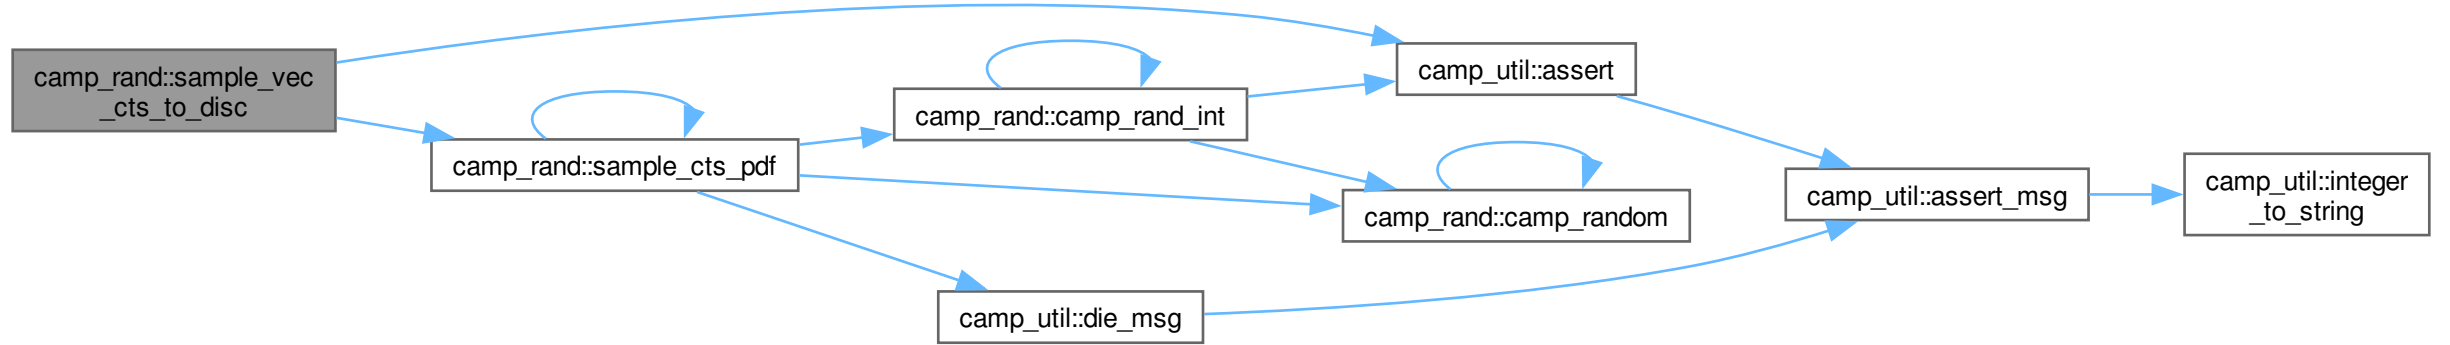 camp_rand::sample_vec
_cts_to_disc
camp_rand::sample_cts_pdf
camp_rand::camp_rand_int
camp_util::assert
camp_rand::camp_random
camp_util::die_msg
camp_util::assert_msg
camp_util::integer
_to_string